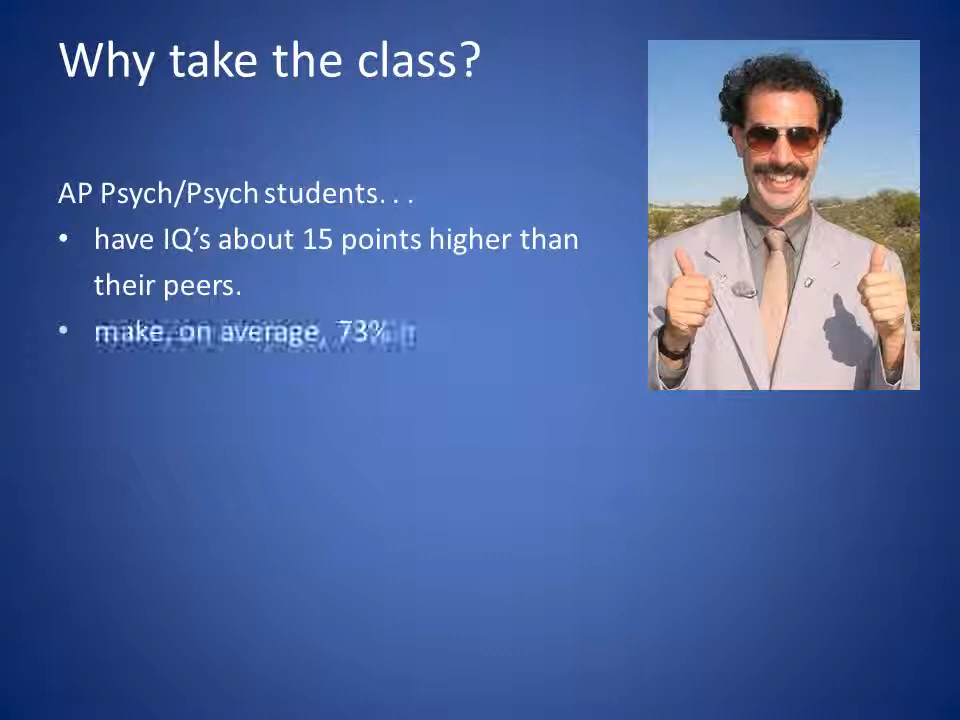 Why take the class?
AP Psych/Psych students. . .
• have IQ’s about 15 points higher than
their peers.
• make, on average, 73%